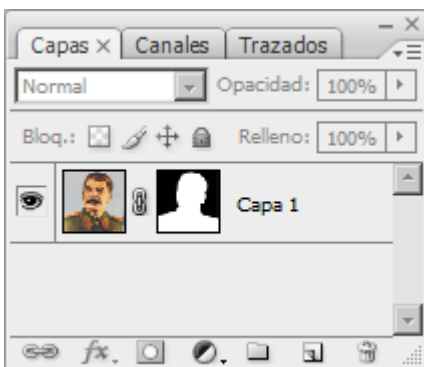 Capas × Canales Trazados
Normal Opacidad: 100%
Bloq.: Relleno: 100%
Capa 1
fx.